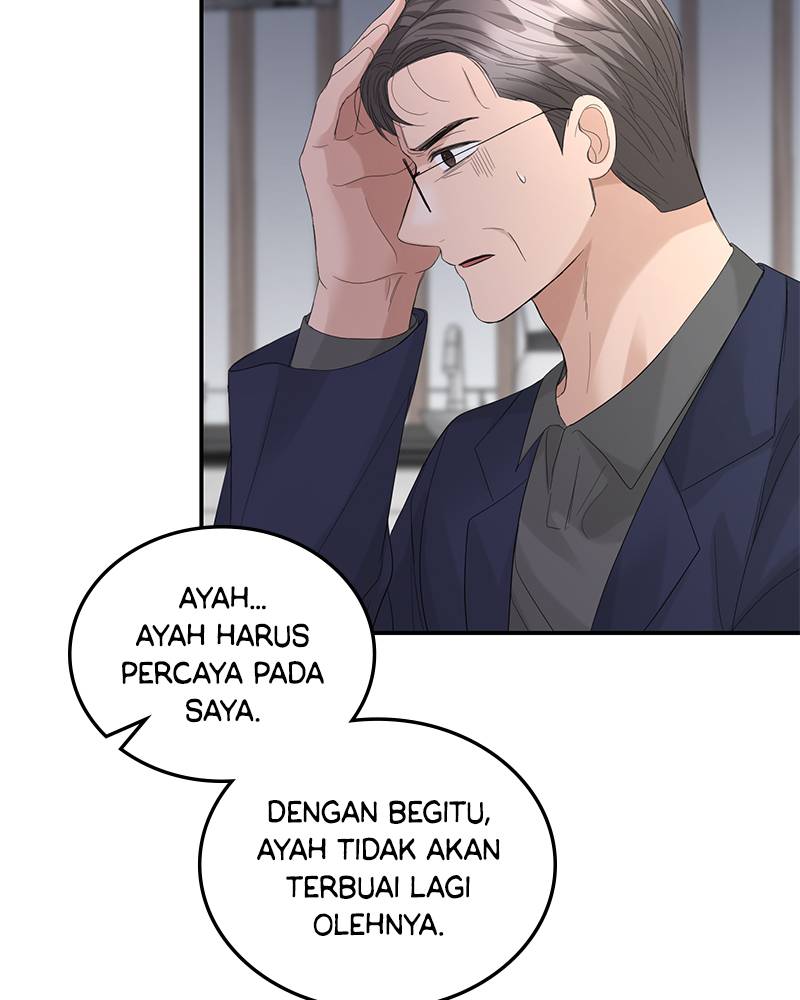 AYAH...
AYAH HARUS
PERCAYA PADA
SAYA.
DENGAN BEGITU,
AYAH TIDAK AKAN
TERBUAI LAGI
OLEHNYA.